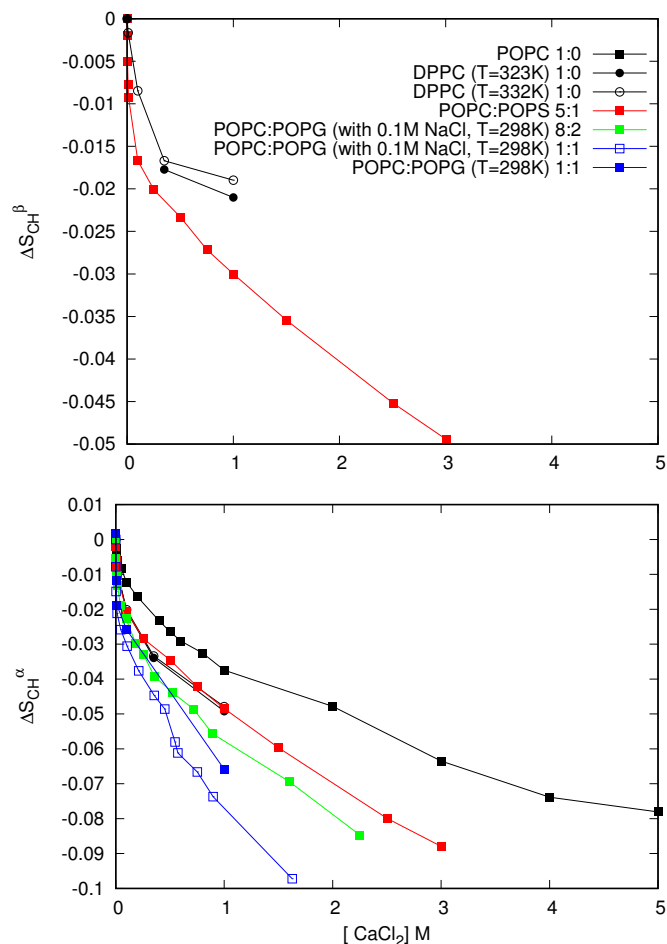 0
-0.005
-0.01
-0.015
-0.02
-0.025
-0.03
-0.035
-0.04
-0.045
-0.05
ΔS_CH^β
POPC 1:0
DPPC (T=323K) 1:0
DPPC (T=332K) 1:0
POPC:POPS 5:1
POPC:POPG (with 0.1M NaCl, T=298K) 8:2
POPC:POPG (with 0.1M NaCl, T=298K) 1:1
POPC:POPG (T=298K) 1:1
0 1 2 3 4 5
0.01
0
-0.01
-0.02
-0.03
-0.04
-0.05
-0.06
-0.07
-0.08
-0.09
-0.1
ΔS_CH^α
0 1 2 3 4 5
[ CaCl₂] M